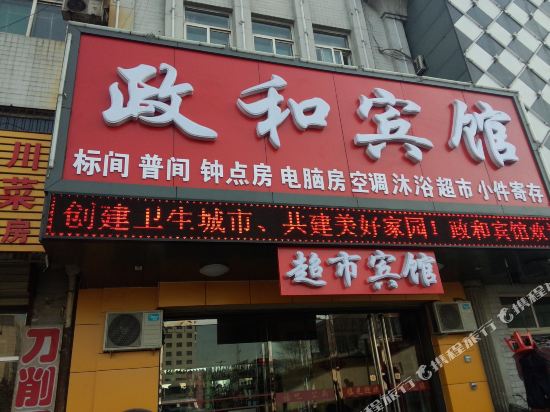 政和宾馆
标间 普间 钟点房 电脑房 空调 沐浴 超市 小件寄存
创建卫生城市、共建美好家园！政和宾馆欢
超市宾馆
川菜房
刀削
携程旅行